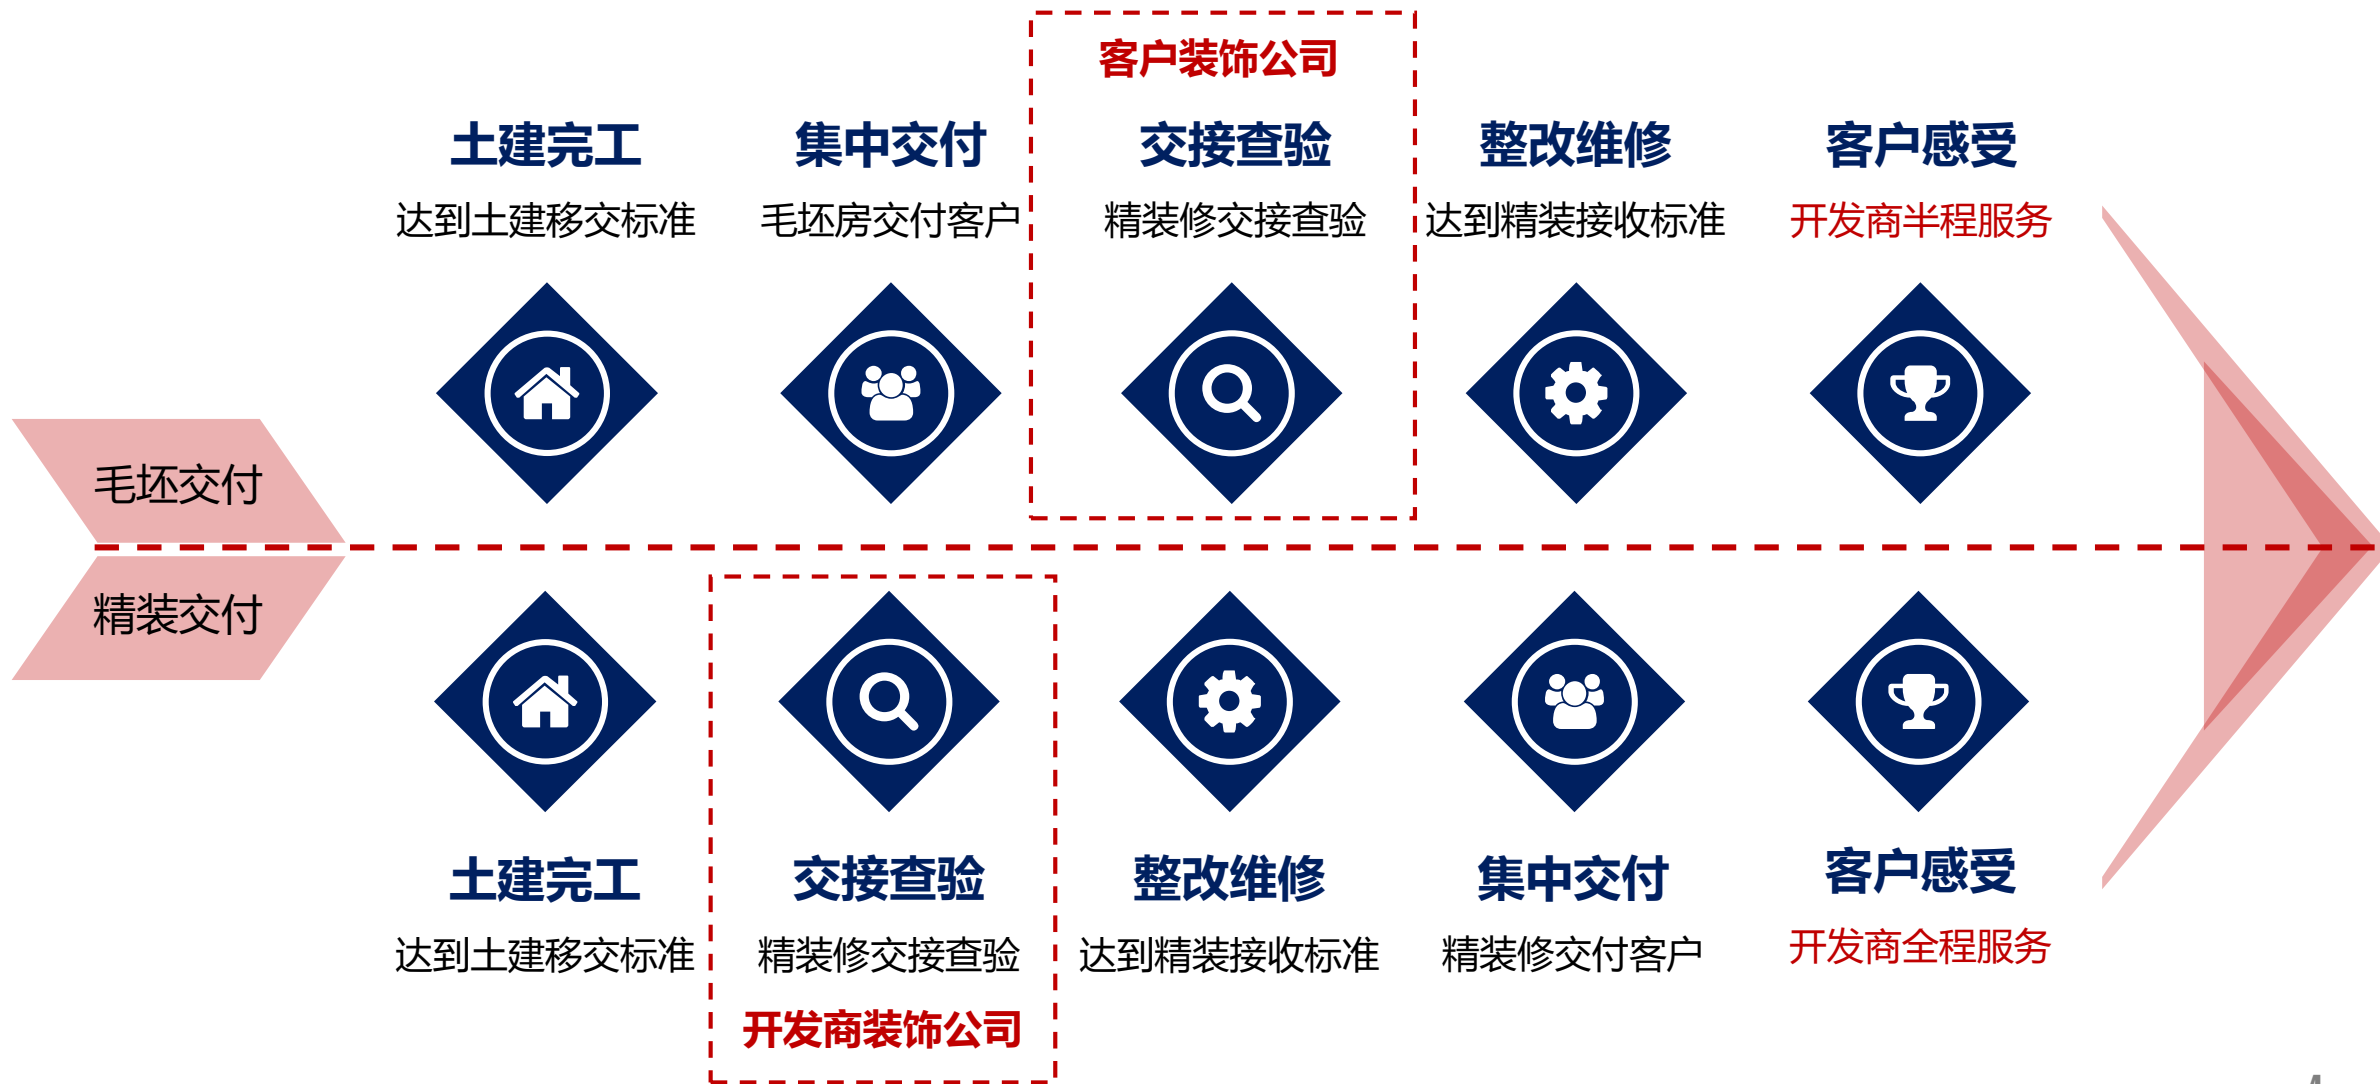 客户装饰公司
土建完工
集中交付
交接查验
整改维修
客户感受
达到土建移交标准
毛坯房交付客户
精装修交接查验
达到精装接收标准
开发商半程服务
毛坯交付
精装交付
土建完工
交接查验
整改维修
集中交付
客户感受
达到土建移交标准
精装修交接查验
达到精装接收标准
精装修交付客户
开发商全程服务
开发商装饰公司